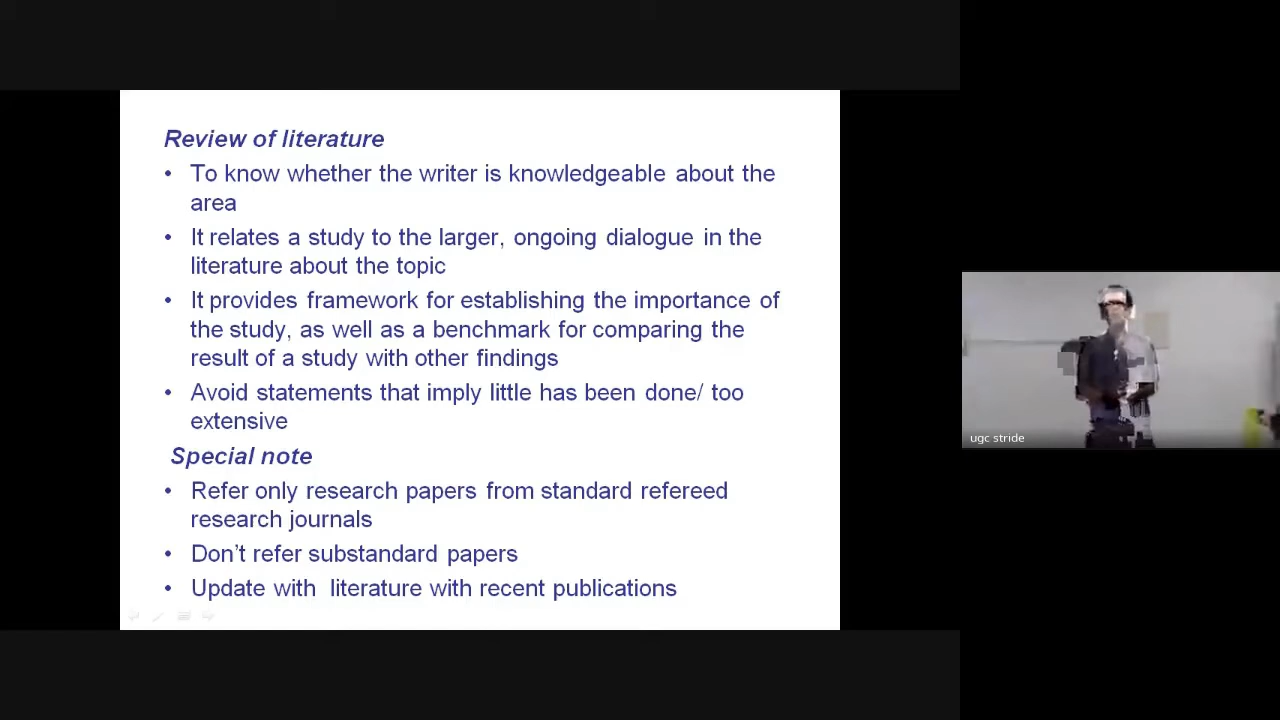 Review of literature
• To know whether the writer is knowledgeable about the
area
• It relates a study to the larger, ongoing dialogue in the
literature about the topic
• It provides framework for establishing the importance of
the study, as well as a benchmark for comparing the
result of a study with other findings
• Avoid statements that imply little has been done/ too
extensive
Special note
• Refer only research papers from standard refereed
research journals
• Don’t refer substandard papers
• Update with  literature with recent publications
ugc stride